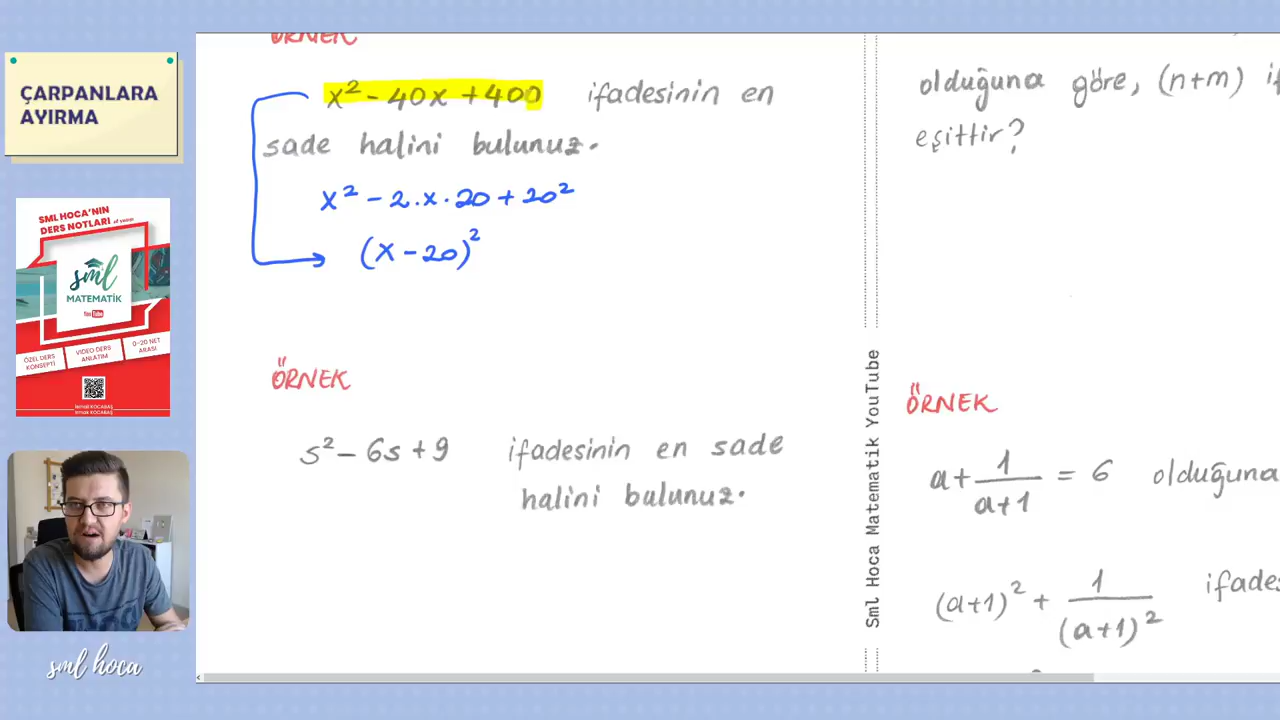 ÇARPANLARA
AYIRMA
SML HOCA'NIN
DERS NOTLARI
sml
MATEMATİK
YouTube
ÖZEL DERS
KONSEPTİ
VIDEO DERS
ANLATIM
0-20 NET
ARASI
sml hoca
ÖRNEK
x² - 40x + 400 ifadesinin en
sade halini bulunuz.
x² - 2.x.20 + 20²
(x - 20)²
ÖRNEK
s² - 6s + 9 ifadesinin en sade
halini bulunuz.
Sml Hoca Matematik YouTube
olduğuna göre, (n+m) i
eşittir?
ÖRNEK
a + 1/(a+1) = 6 olduğuna
(a+1)² + 1/(a+1)² ifades